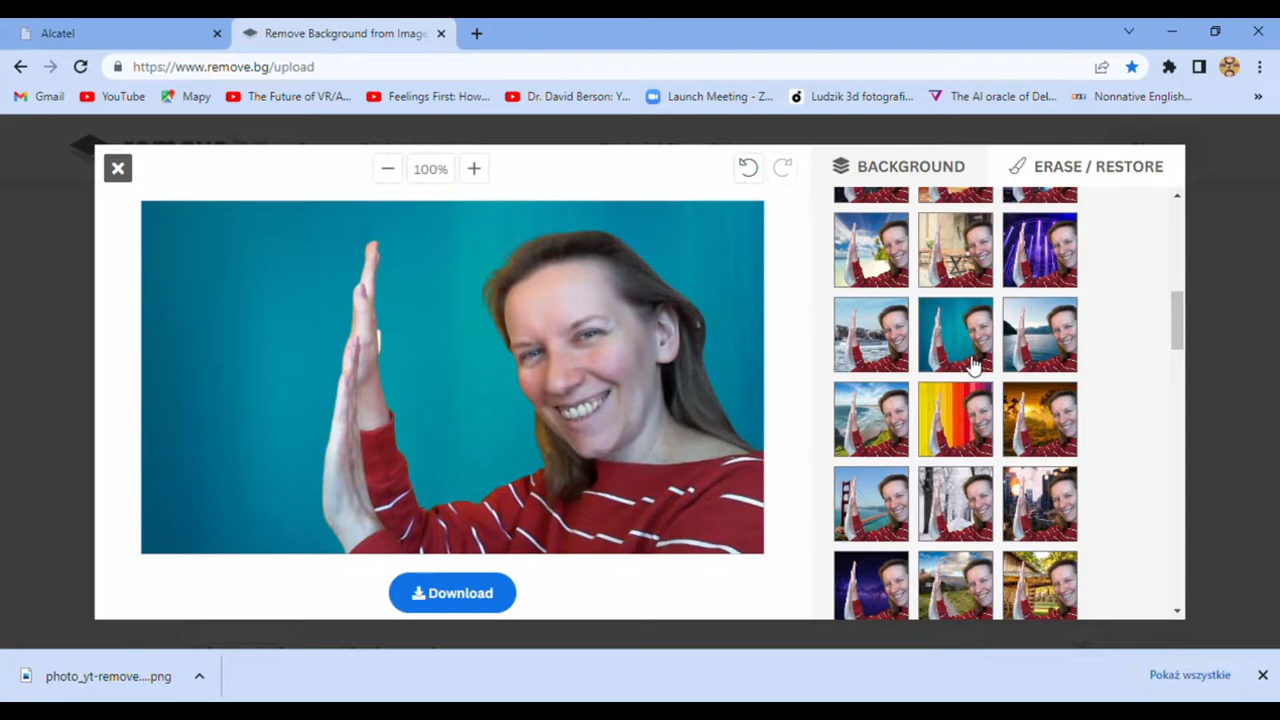 Alcatel
Remove Background from Image
https://www.remove.bg/upload
Gmail
YouTube
Mapy
The Future of VR/A...
Feelings First: How...
Dr. David Berson: Y...
Launch Meeting - Z...
Ludzik 3d fotografi...
The AI oracle of Del...
Nonnative English...
»
100%
BACKGROUND
ERASE / RESTORE
Download
photo_yt-remove....png
Pokaż wszystkie